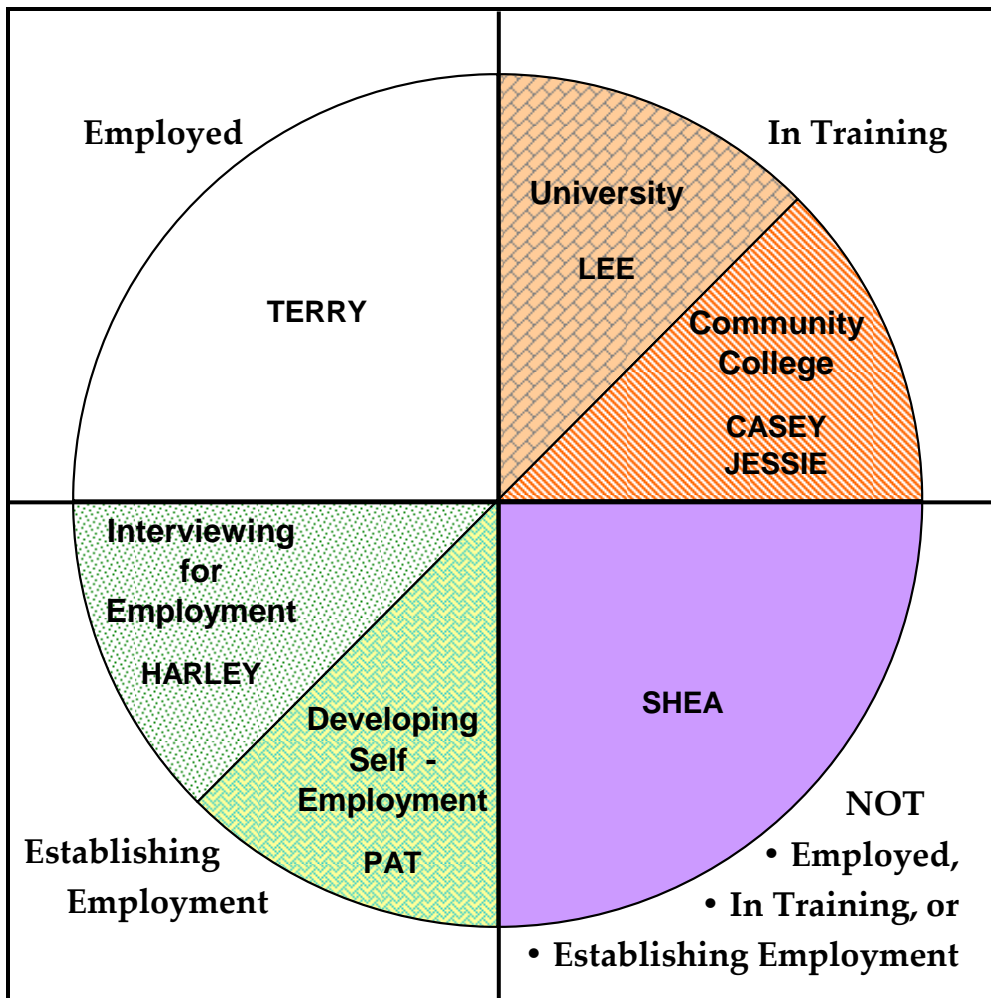 Employed
TERRY
In Training
University
LEE
Community
College
CASEY
JESSIE
Interviewing
for
Employment
HARLEY
Developing
Self -
Employment
PAT
Establishing
Employment
SHEA
NOT
• Employed,
• In Training, or
• Establishing Employment